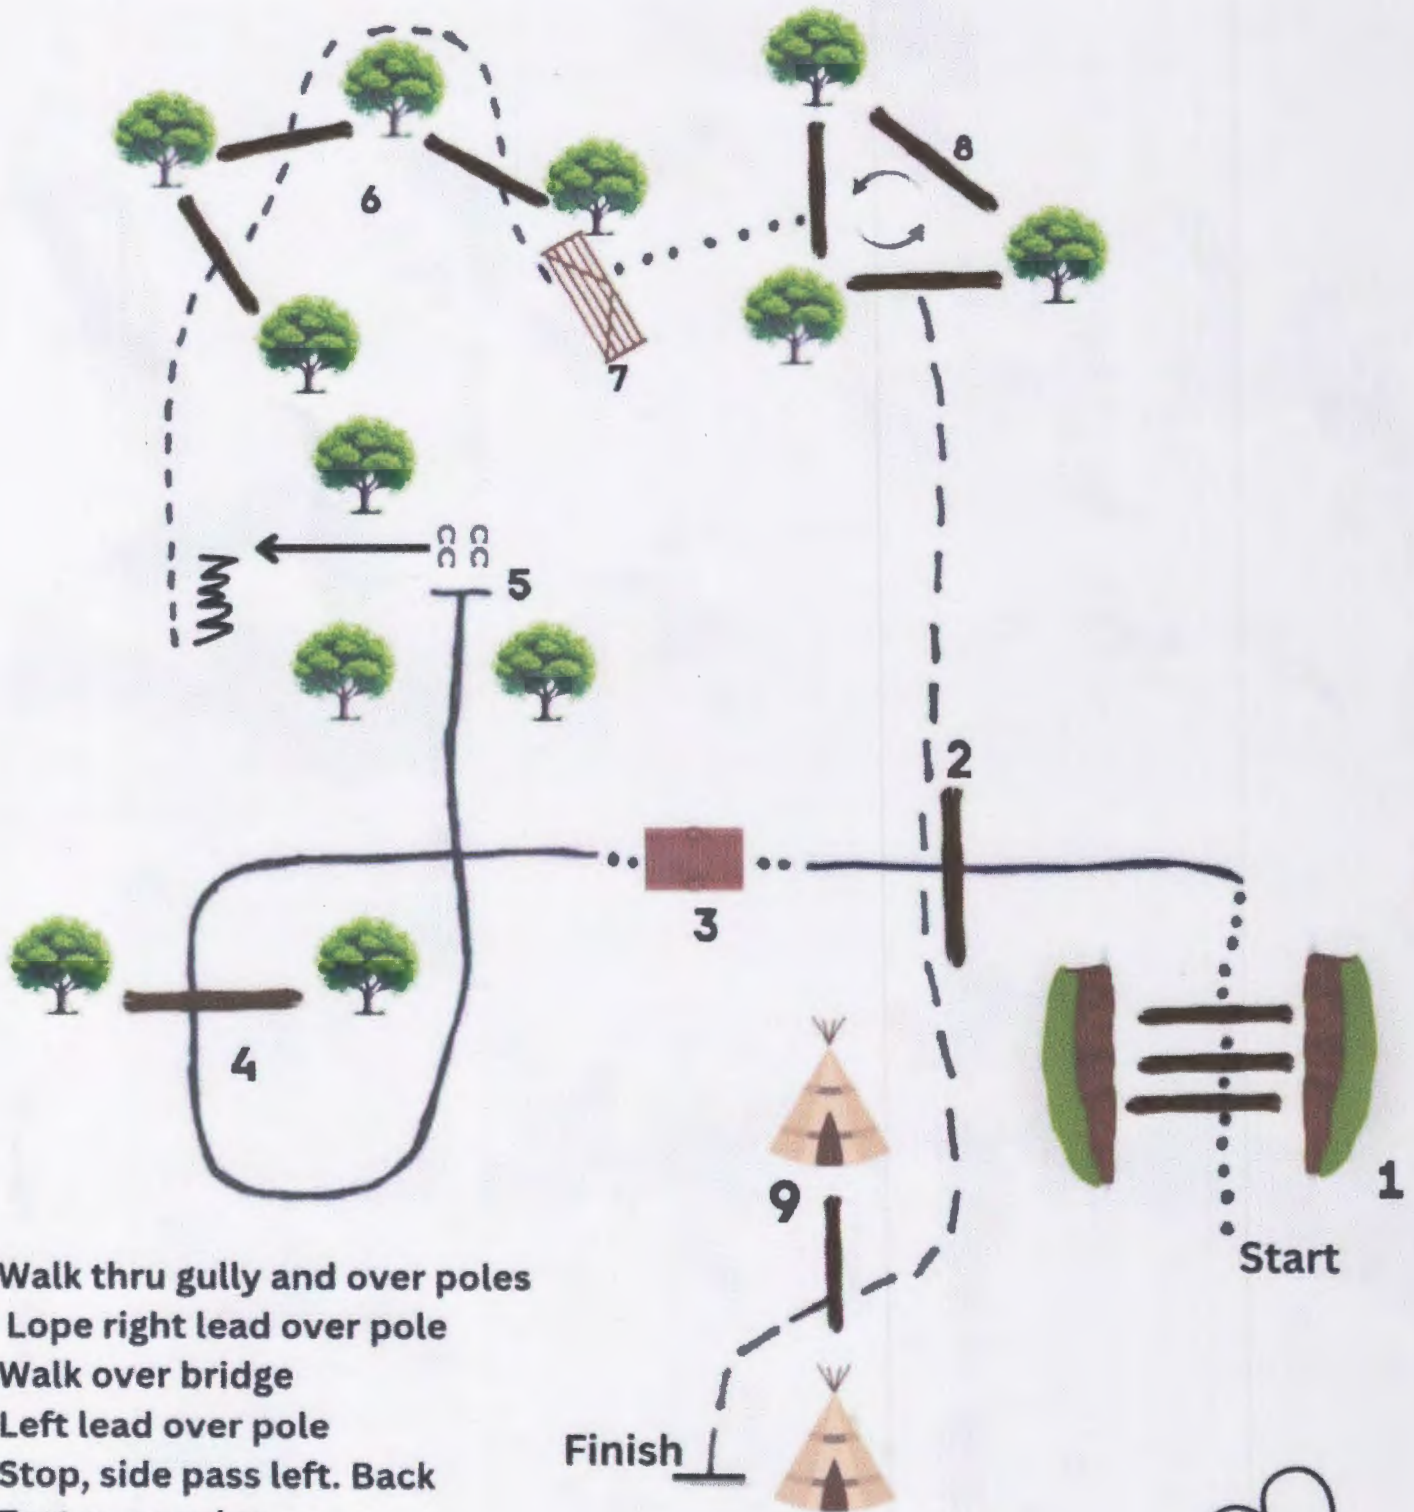 8
6
7
5
2
3
4
9
1
Start
Walk thru gully and over poles
Lope right lead over pole
Walk over bridge
Left lead over pole
Finish
Stop, side pass left. Back